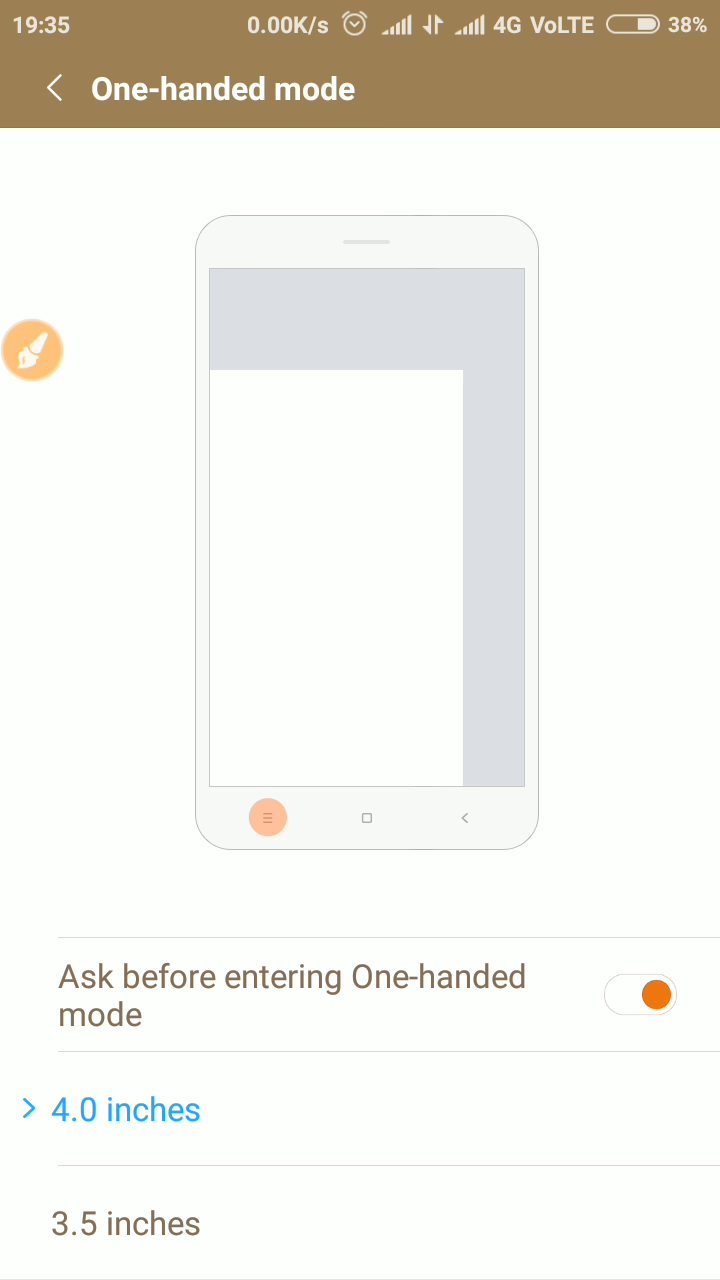 19:35 0.00K/s 4G VoLTE 38%
One-handed mode
Ask before entering One-handed
mode
4.0 inches
3.5 inches